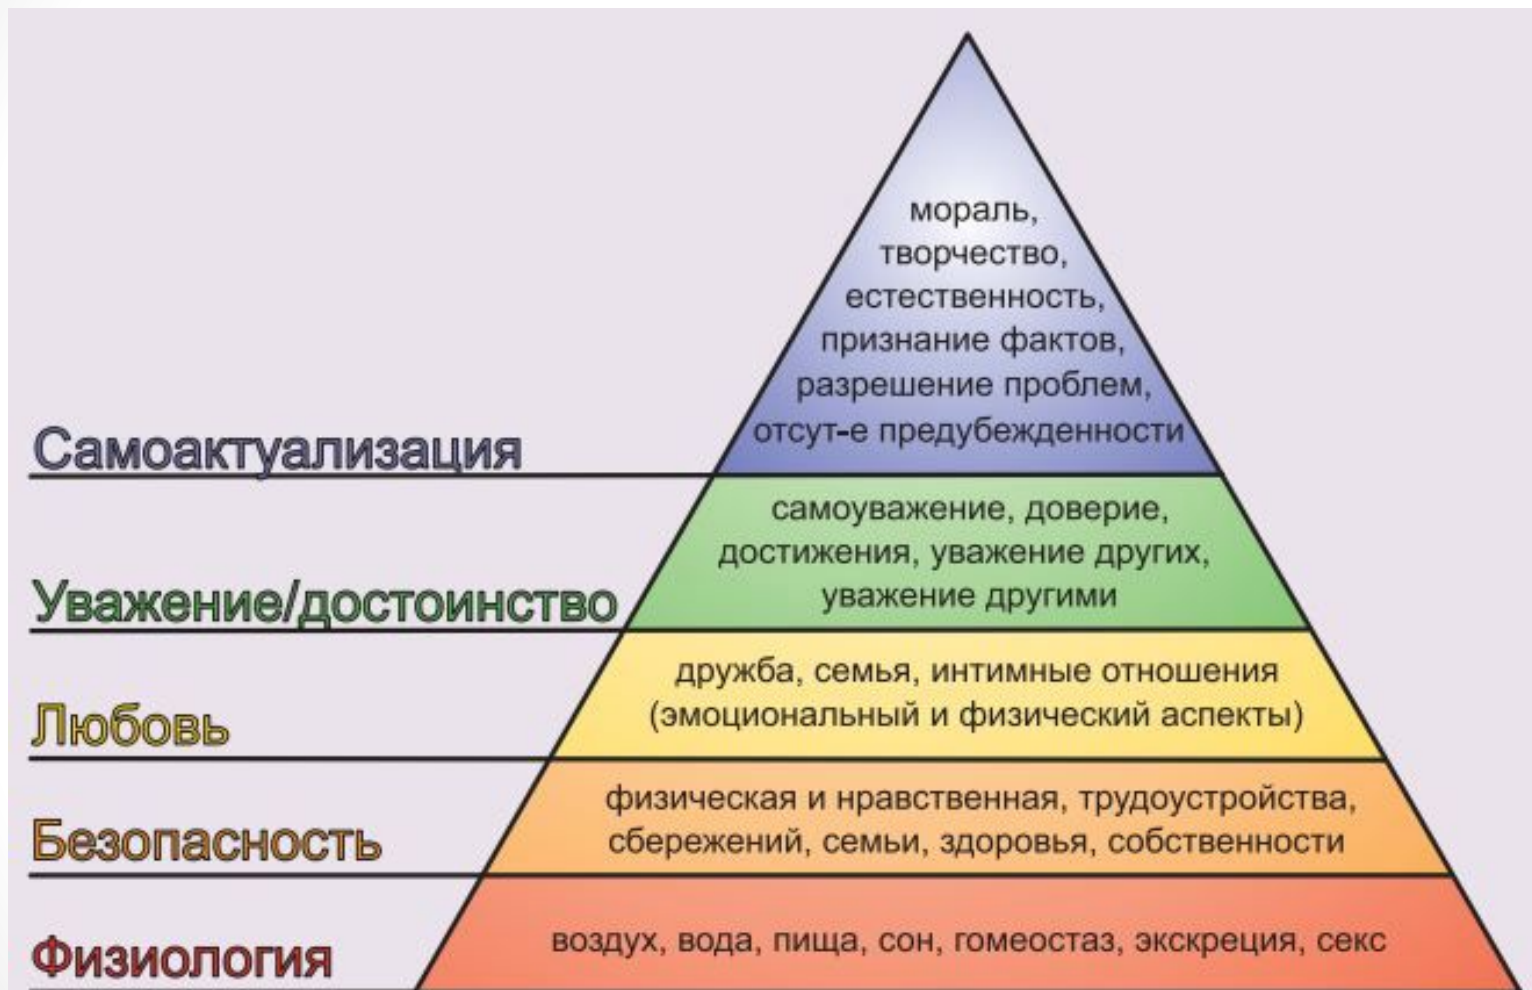 мораль,
творчество,
естественность,
признание фактов,
разрешение проблем,
отсут-е предубежденности
Самоактуализация
самоуважение, доверие,
достижения, уважение других,
уважение другими
Уважение/достоинство
дружба, семья, интимные отношения
(эмоциональный и физический аспекты)
Любовь
физическая и нравственная, трудоустройства,
сбережений, семьи, здоровья, собственности
Безопасность
воздух, вода, пища, сон, гомеостаз, экскреция, секс
Физиология